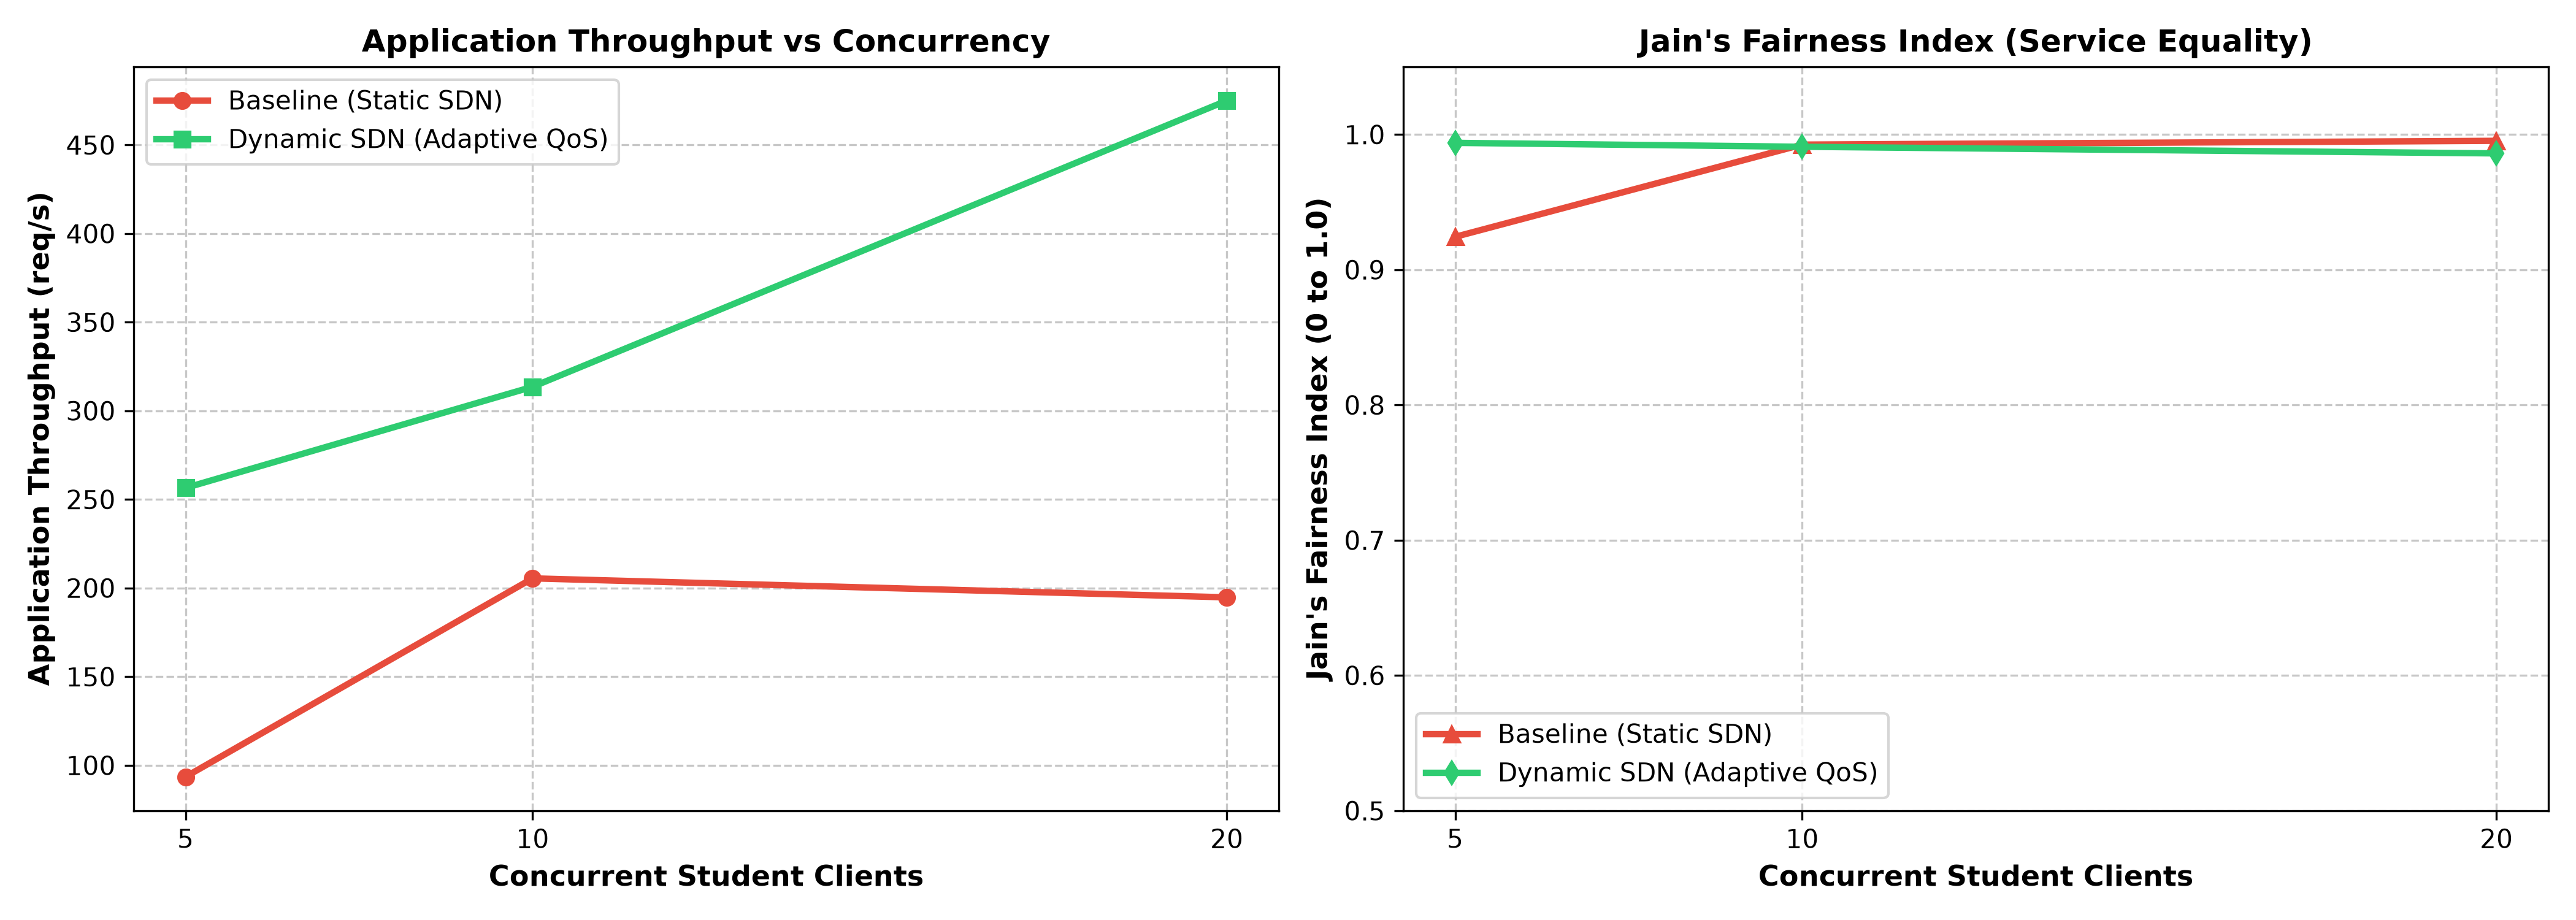 Application Throughput vs Concurrency
Baseline (Static SDN)
Dynamic SDN (Adaptive QoS)
Application Throughput (req/s)
450
400
350
300
250
200
150
100
5
10
20
Concurrent Student Clients
Jain's Fairness Index (Service Equality)
Jain's Fairness Index (0 to 1.0)
1.0
0.9
0.8
0.7
0.6
0.5
Baseline (Static SDN)
Dynamic SDN (Adaptive QoS)
5
10
20
Concurrent Student Clients